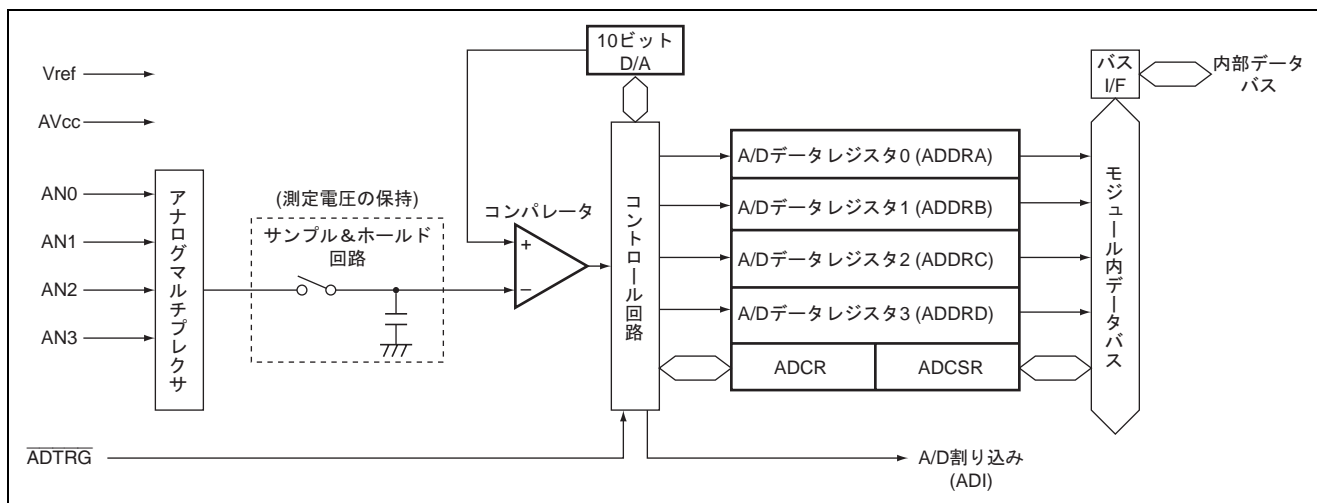 10ビット
D/A
バス
I/F
内部データ
バス
Vref
AVcc
AN0
AN1
AN2
AN3
アナログマルチプレクサ
(測定電圧の保持)
サンプル&ホールド
回路
コンパレータ
+
−
コントロール回路
A/Dデータレジスタ0 (ADDRA)
A/Dデータレジスタ1 (ADDRB)
A/Dデータレジスタ2 (ADDRC)
A/Dデータレジスタ3 (ADDRD)
ADCR
ADCSR
モジュール内データバス
ADTRG
A/D割り込み
(ADI)